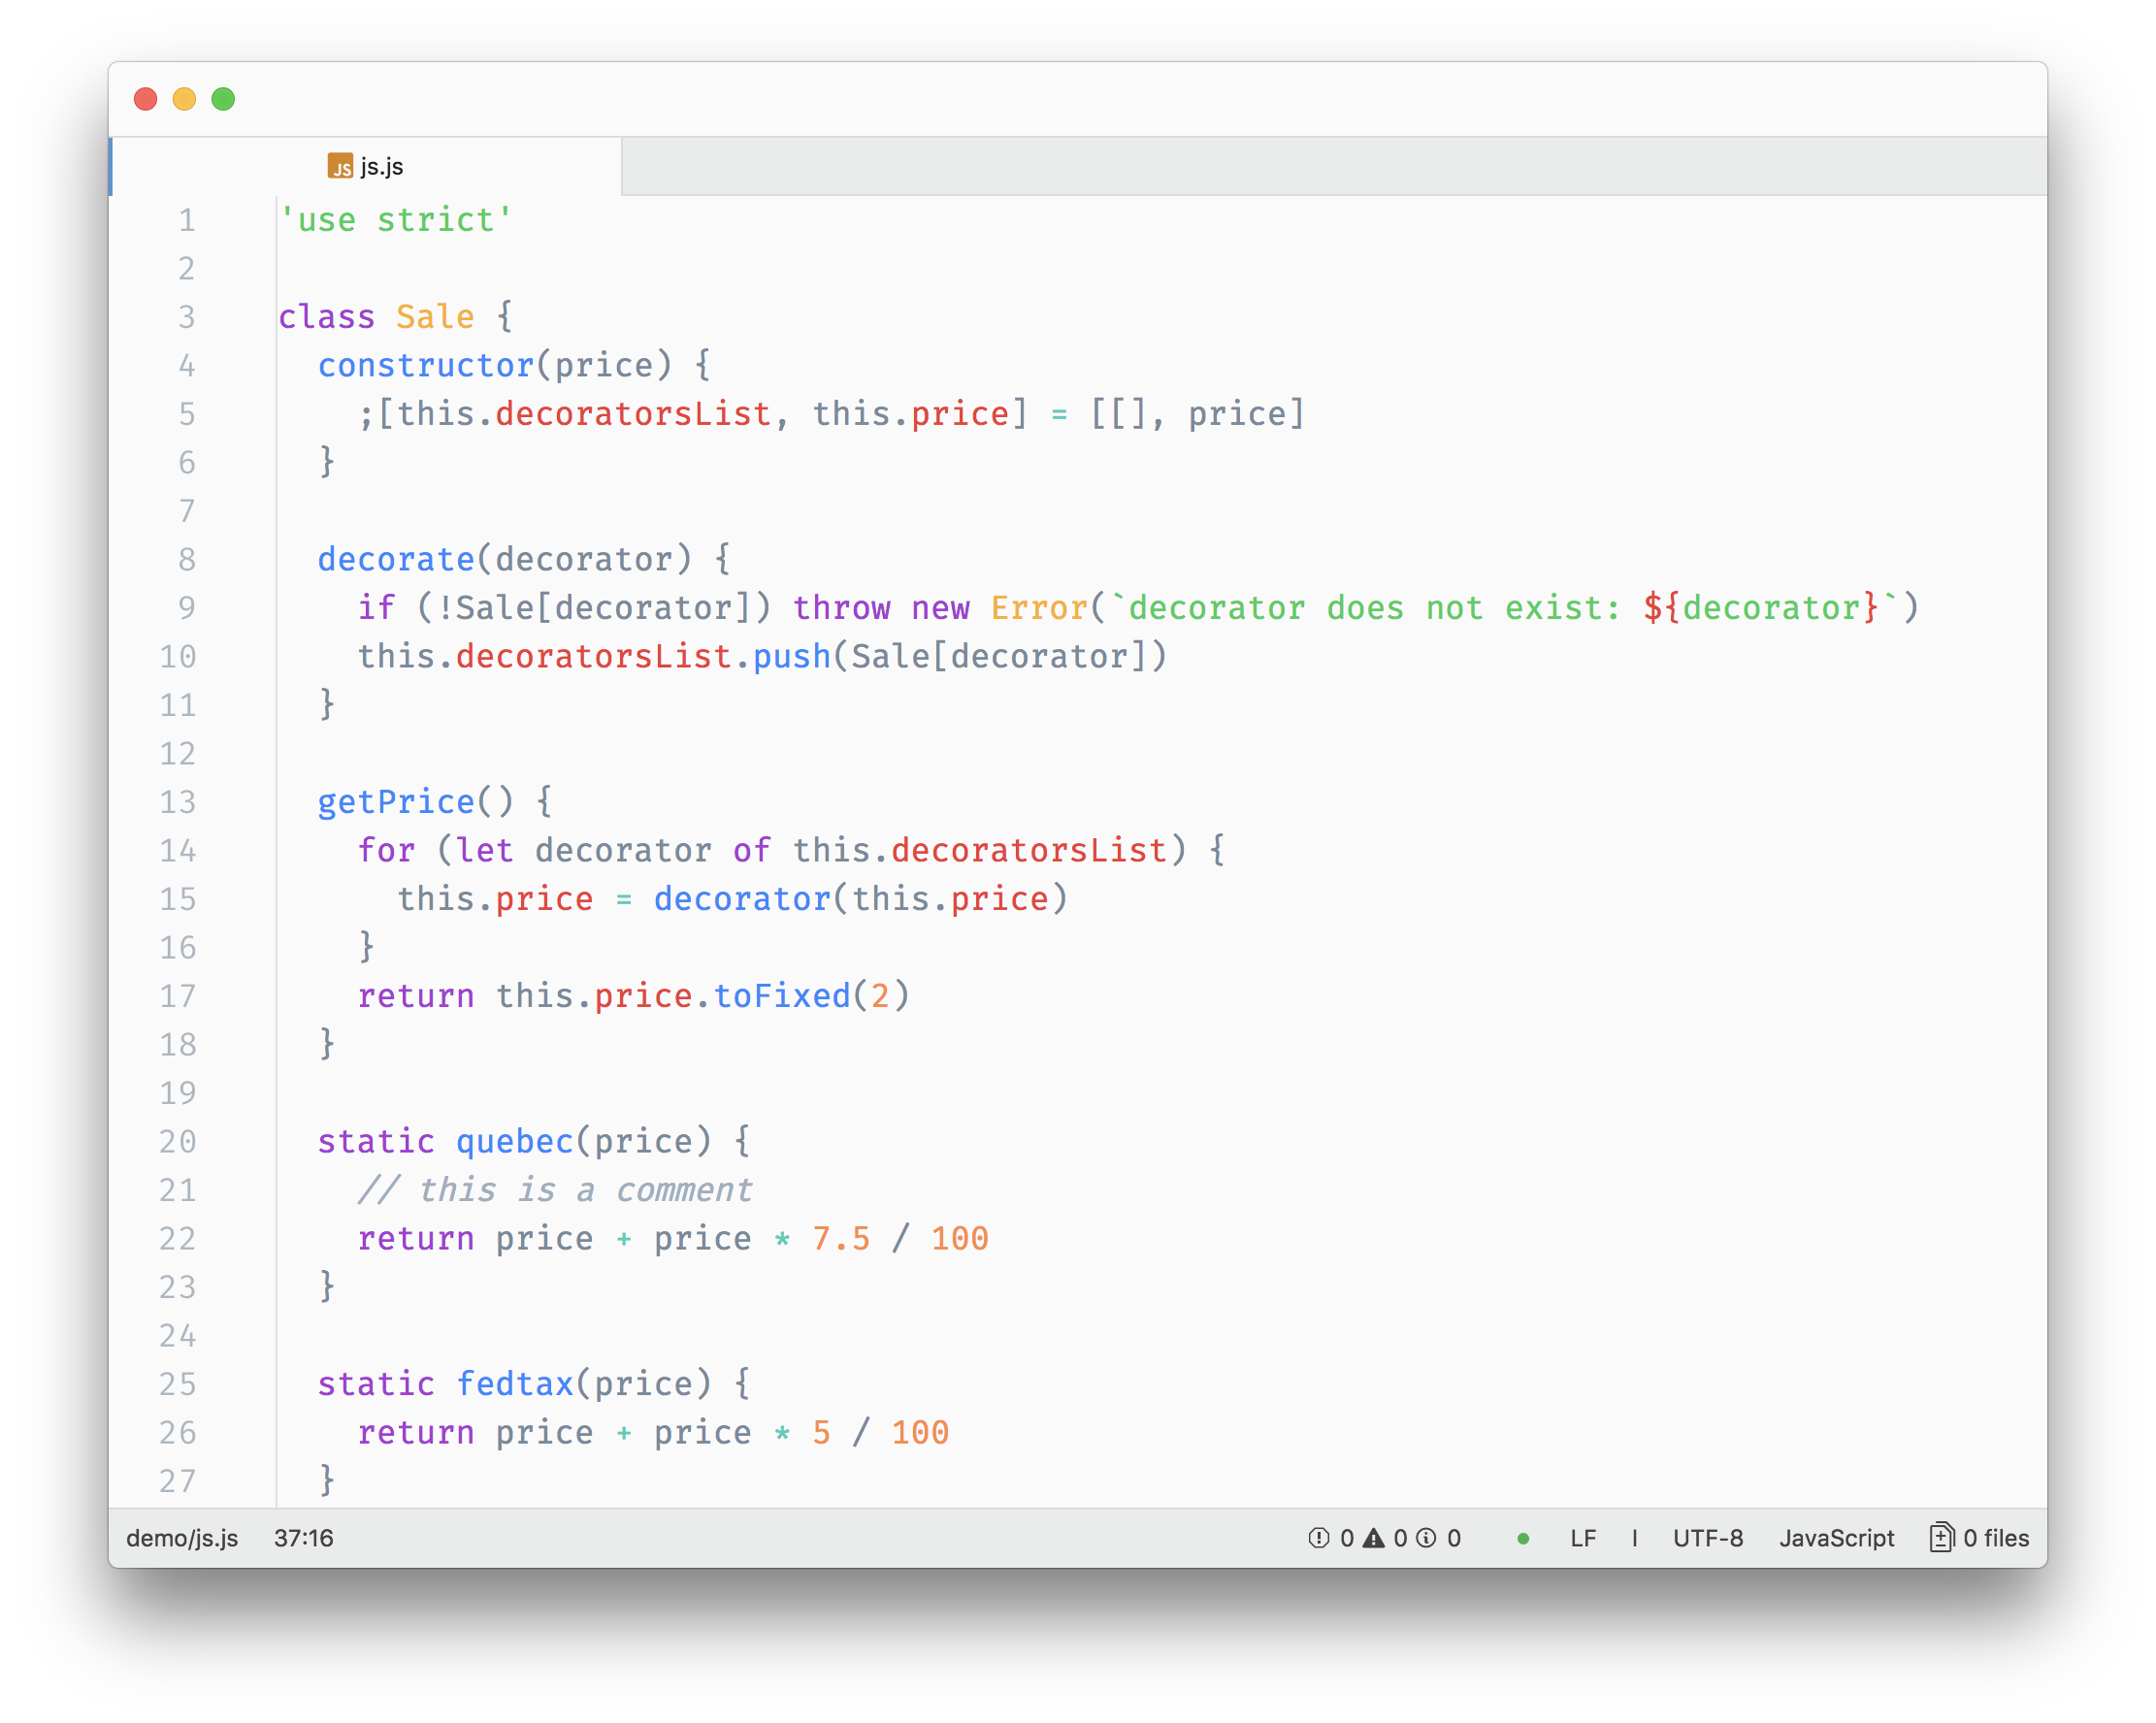 JS js.js
1 'use strict'
2
3 class Sale {
4   constructor(price) {
5     ;[this.decoratorsList, this.price] = [[], price]
6   }
7
8   decorate(decorator) {
9     if (!Sale[decorator]) throw new Error(`decorator does not exist: ${decorator}`)
10     this.decoratorsList.push(Sale[decorator])
11   }
12
13   getPrice() {
14     for (let decorator of this.decoratorsList) {
15       this.price = decorator(this.price)
16     }
17     return this.price.toFixed(2)
18   }
19
20   static quebec(price) {
21     // this is a comment
22     return price + price * 7.5 / 100
23   }
24
25   static fedtax(price) {
26     return price + price * 5 / 100
27   }
demo/js.js 37:16 0 0 0 LF I UTF-8 JavaScript 0 files